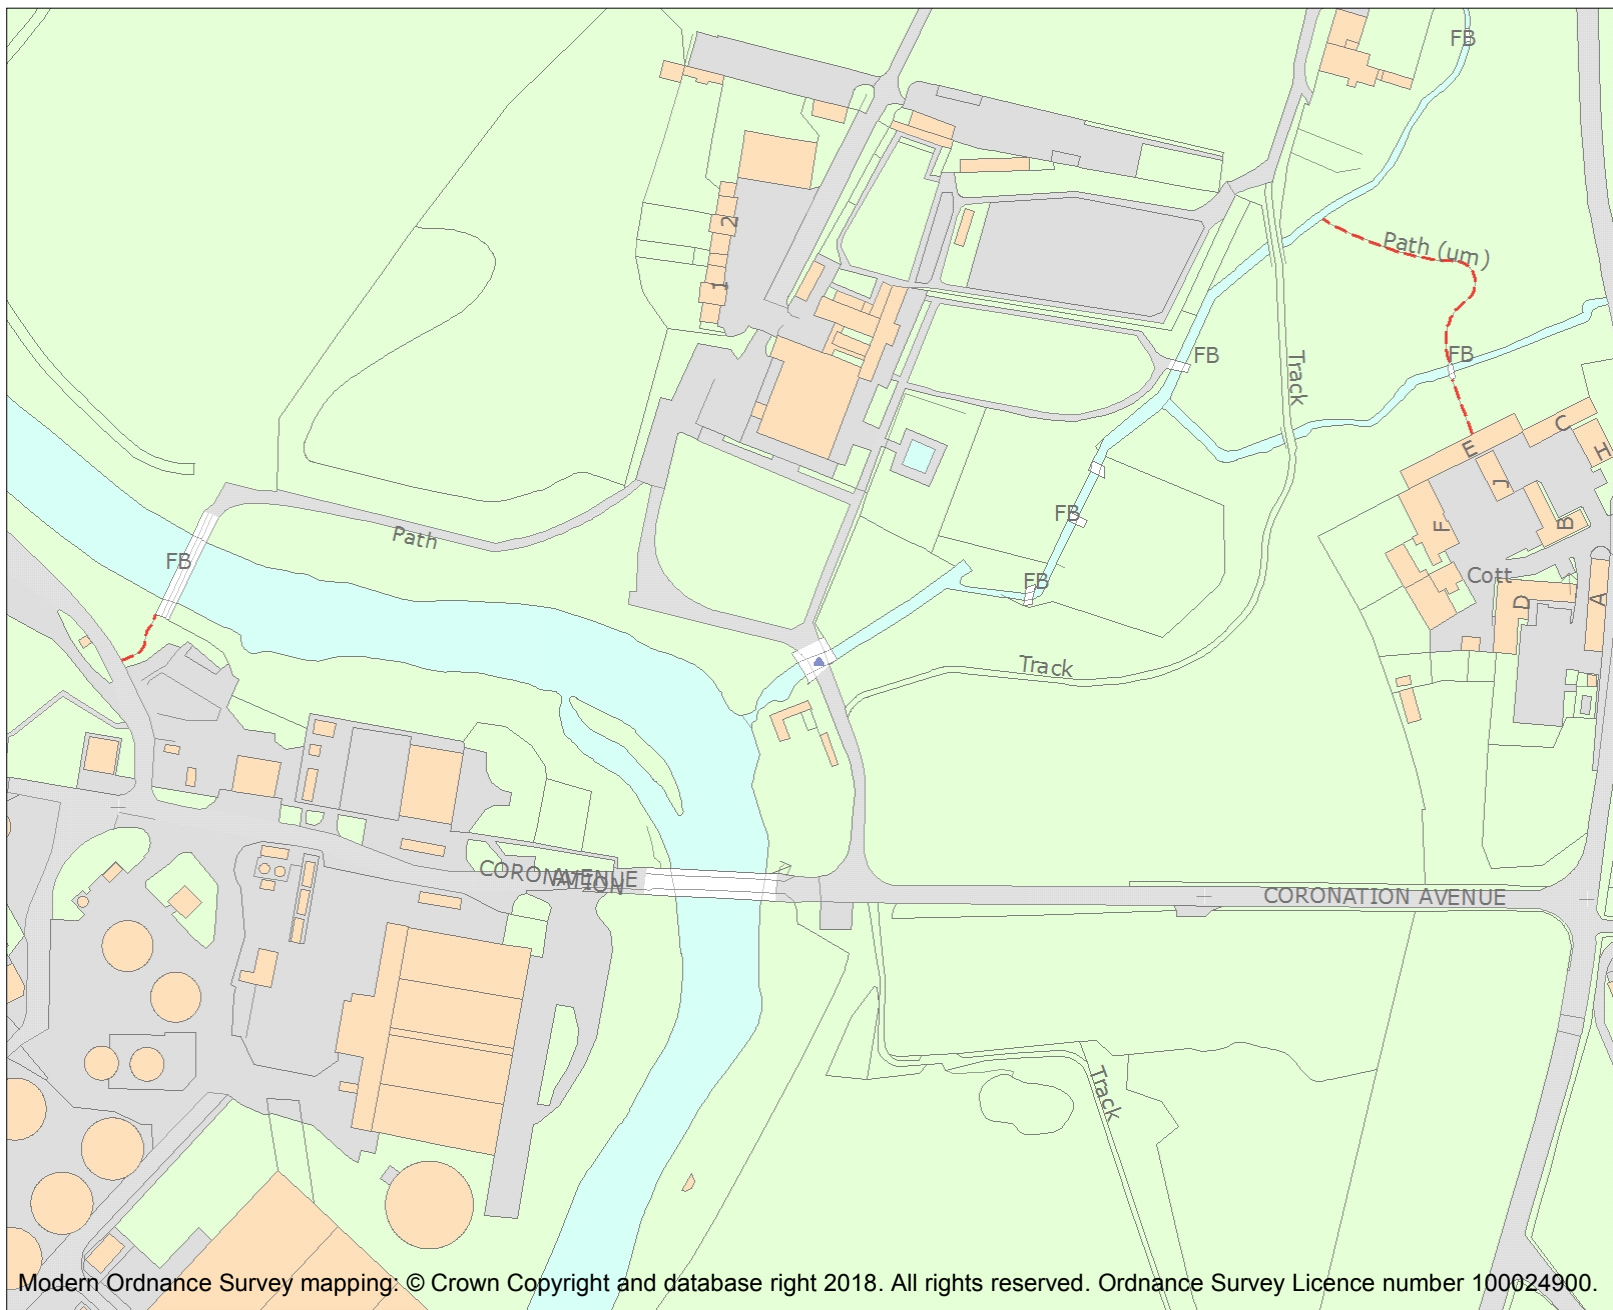 FB
2
Path (um)
1
FB
FB
Track
C
E
H
J
FB
F
B
Path
FB
FB
Cott
D
A
Track
CORONATION
AVENUE
CORONATION AVENUE
Track
Modern Ordnance Survey mapping: © Crown Copyright and database right 2018. All rights reserved. Ordnance Survey Licence number 100024900.